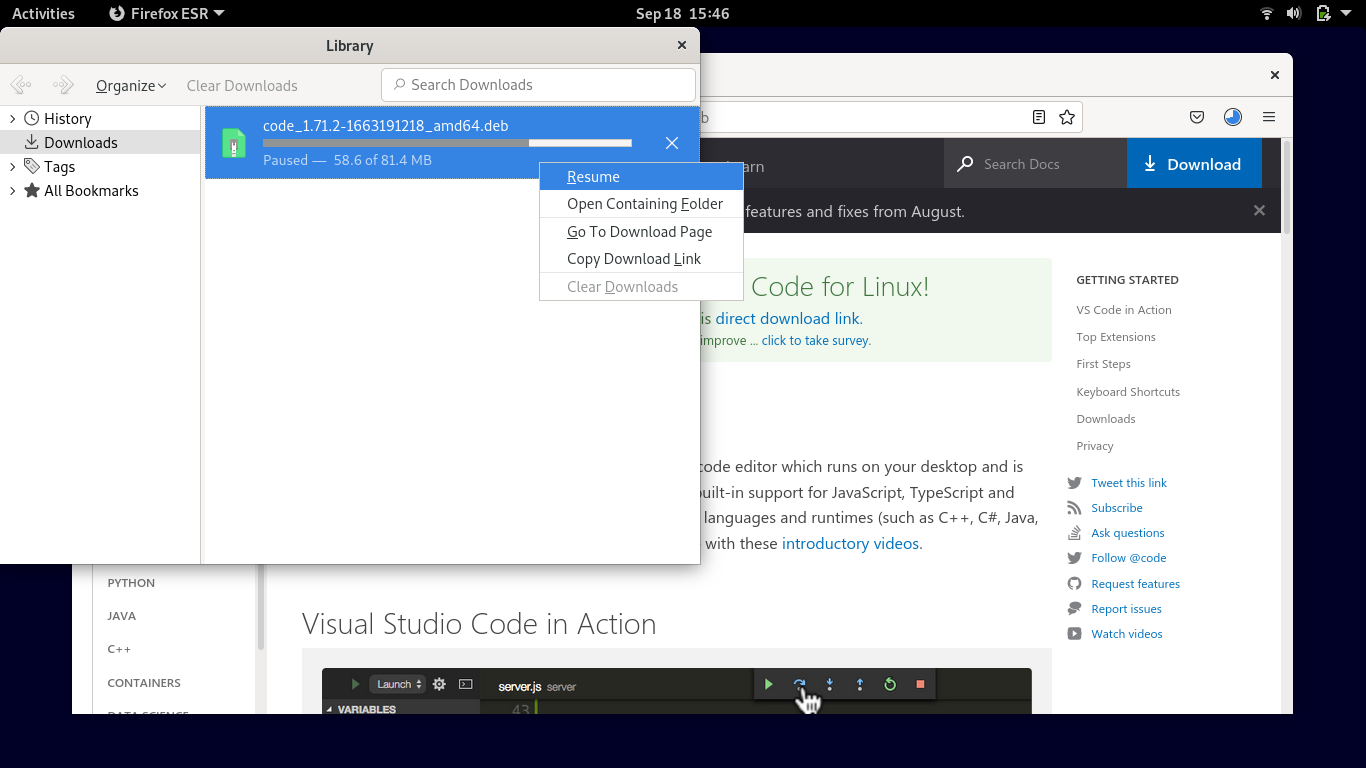 Activities
Firefox ESR
Sep 18 15:46
Library
Organize
Clear Downloads
Search Downloads
History
Downloads
Tags
All Bookmarks
code_1.71.2-1663191218_amd64.deb
Paused — 58.6 of 81.4 MB
Resume
Open Containing Folder
Go To Download Page
Copy Download Link
Clear Downloads
b
arn
Search Docs
Download
features and fixes from August.
Code for Linux!
is direct download link.
improve ... click to take survey.
code editor which runs on your desktop and is
built-in support for JavaScript, TypeScript and
languages and runtimes (such as C++, C#, Java,
with these introductory videos.
GETTING STARTED
VS Code in Action
Top Extensions
First Steps
Keyboard Shortcuts
Downloads
Privacy
Tweet this link
Subscribe
Ask questions
Follow @code
Request features
Report issues
Watch videos
PYTHON
JAVA
C++
CONTAINERS
DATA SCIENCE
Visual Studio Code in Action
Launch
server.js server
VARIABLES
43